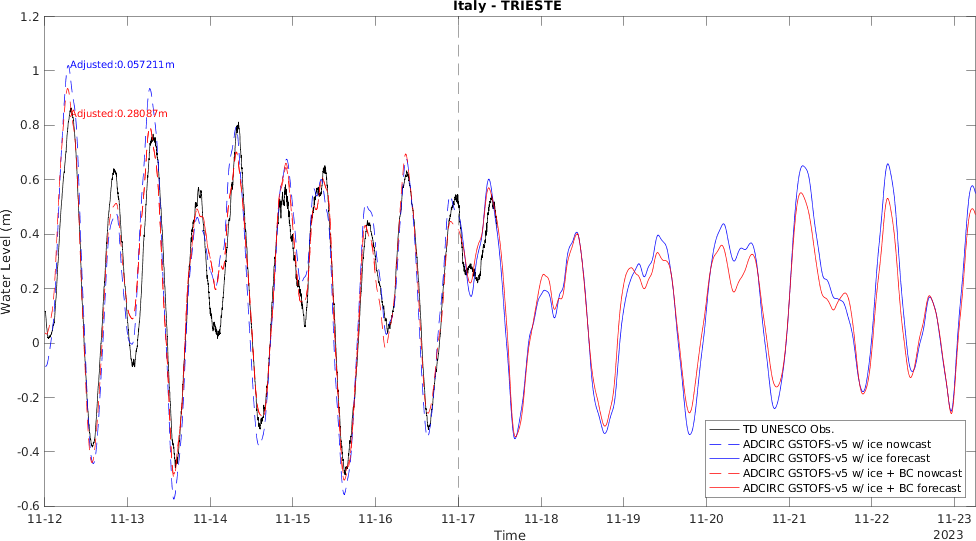 Italy - TRIESTE
1.2
1
0.8
0.6
0.4
0.2
0
-0.2
-0.4
-0.6
Water Level (m)
Adjusted:0.057211m
Adjusted:0.28087m
TD UNESCO Obs.
ADCIRC GSTOFS-v5 w/ ice nowcast
ADCIRC GSTOFS-v5 w/ ice forecast
ADCIRC GSTOFS-v5 w/ ice + BC nowcast
ADCIRC GSTOFS-v5 w/ ice + BC forecast
11-12 11-13 11-14 11-15 11-16 11-17 11-18 11-19 11-20 11-21 11-22 11-23
Time 2023